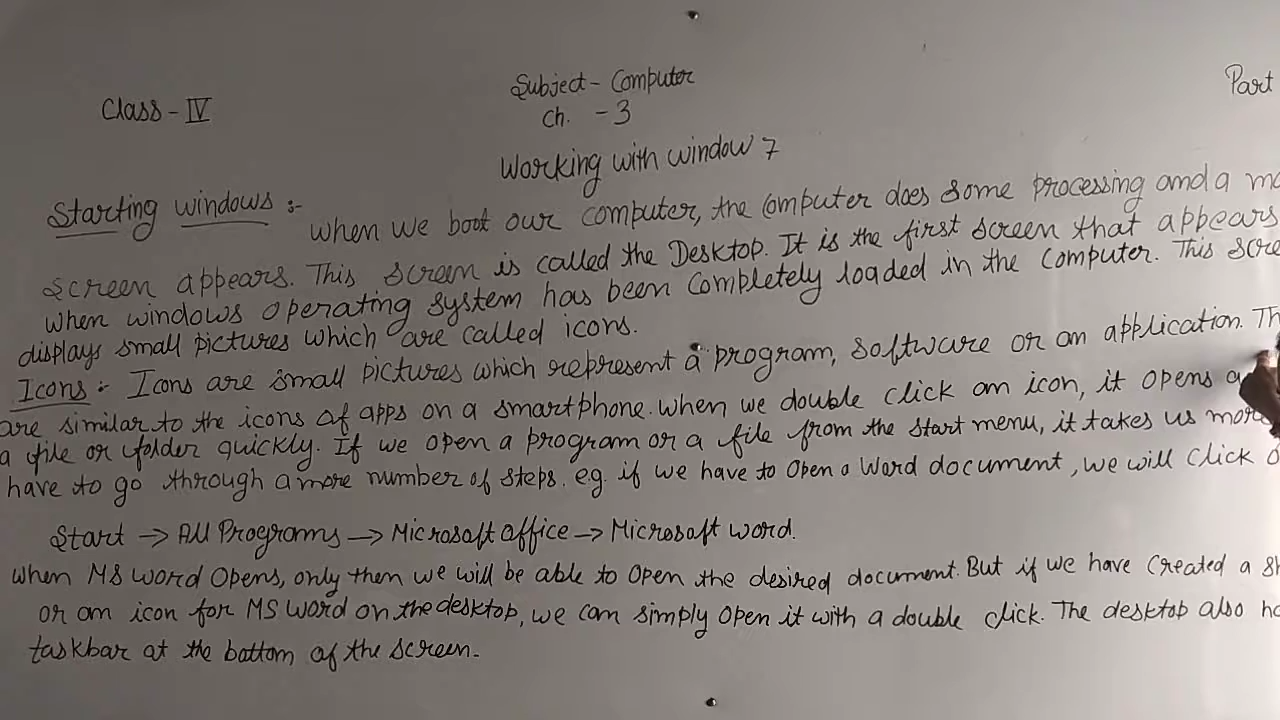 Class - IV
Subject - Computer
Part
Ch. - 3
Working with window 7
Starting windows :-
When we boot our computer, the computer does some processing and a
screen appears. This screen is called the Desktop. It is the first screen that appears
when windows operating system has been completely loaded in the computer. This
displays small pictures which are called icons.
Icons :- Icons are small pictures which represent a program, software or an application.
are similar to the icons of apps on a smartphone. When we double click an icon, it opens
a file or folder quickly. If we open a program or a file from the start menu, it takes us more
have to go through a more number of steps. e.g. if we have to open a Word document, we will click
Start → All Programs → Microsoft office → Microsoft word.
When MS word opens, only then we will be able to open the desired document. But if we have created a
or an icon for MS word on the desktop, we can simply open it with a double click. The desktop also
taskbar at the bottom of the screen.